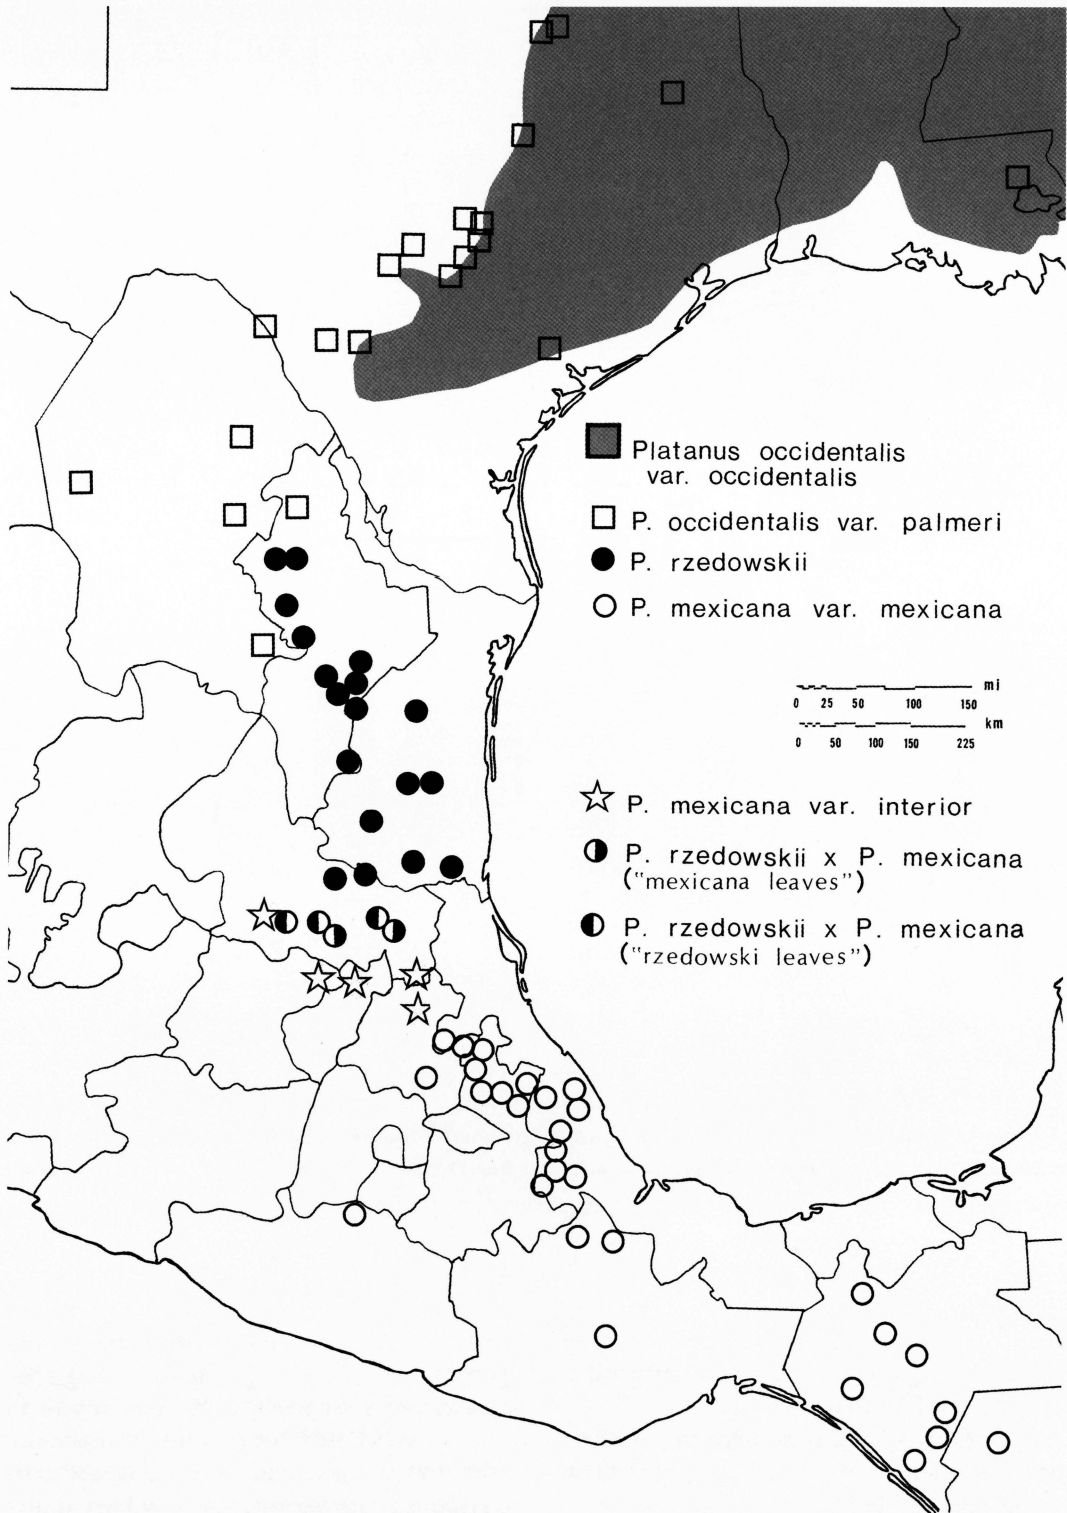 Platanus occidentalis
var. occidentalis
P. occidentalis var. palmeri
P. rzedowskii
P. mexicana var. mexicana
mi
0 25 50 100 150
km
0 50 100 150 225
P. mexicana var. interior
P. rzedowskii x P. mexicana
("mexicana leaves")
P. rzedowskii x P. mexicana
("rzedowski leaves")